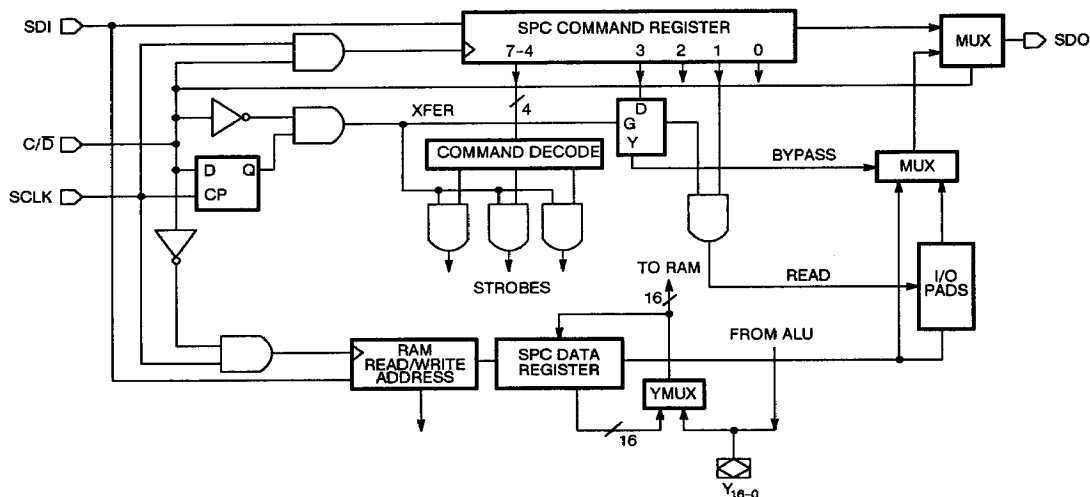 SDI
SPC COMMAND REGISTER
7-4 3 2 1 0
MUX
SDO
4
XFER
D
G
Y
C/D̅
D Q
CP
COMMAND DECODE
BYPASS
MUX
SCLK
STROBES
TO RAM
16
READ
I/O
PADS
FROM ALU
RAM
READ/WRITE
ADDRESS
SPC DATA
REGISTER
YMUX
16
Y16-0